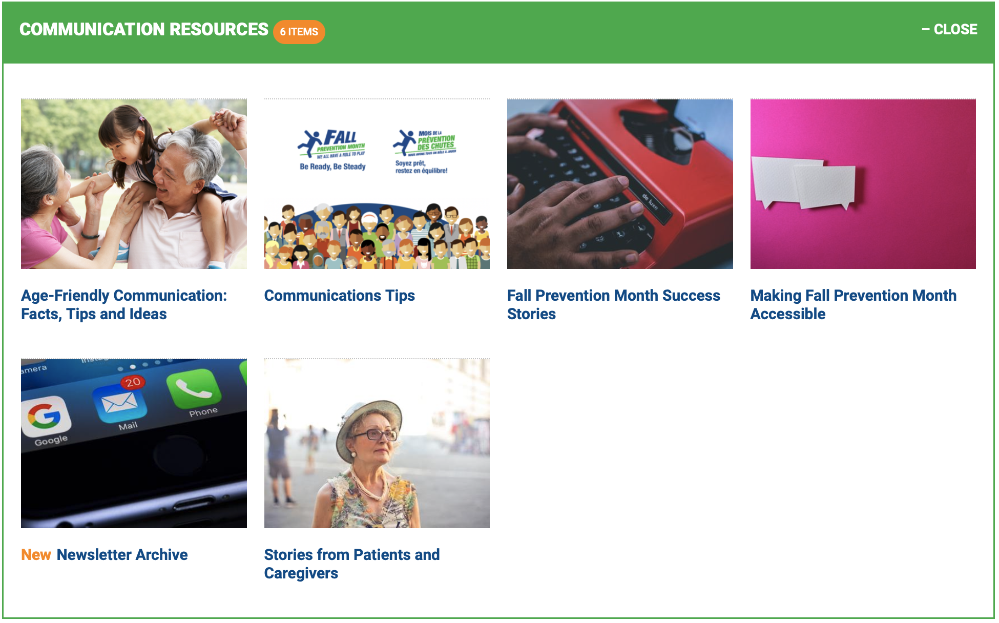 COMMUNICATION RESOURCES 6 ITEMS
– CLOSE
FALL
PREVENTION MONTH
WE ALL HAVE A ROLE TO PLAY
Be Ready, Be Steady
MOIS DE LA
PRÉVENTION
DES CHUTES
NOUS AVONS TOUS UN RÔLE À JOUER
Soyez prêt,
restez en équilibre!
de luxe
Age-Friendly Communication:
Facts, Tips and Ideas
Communications Tips
Fall Prevention Month Success
Stories
Making Fall Prevention Month
Accessible
amera
Instag
20
Google
Mail
Phone
New Newsletter Archive
Stories from Patients and
Caregivers